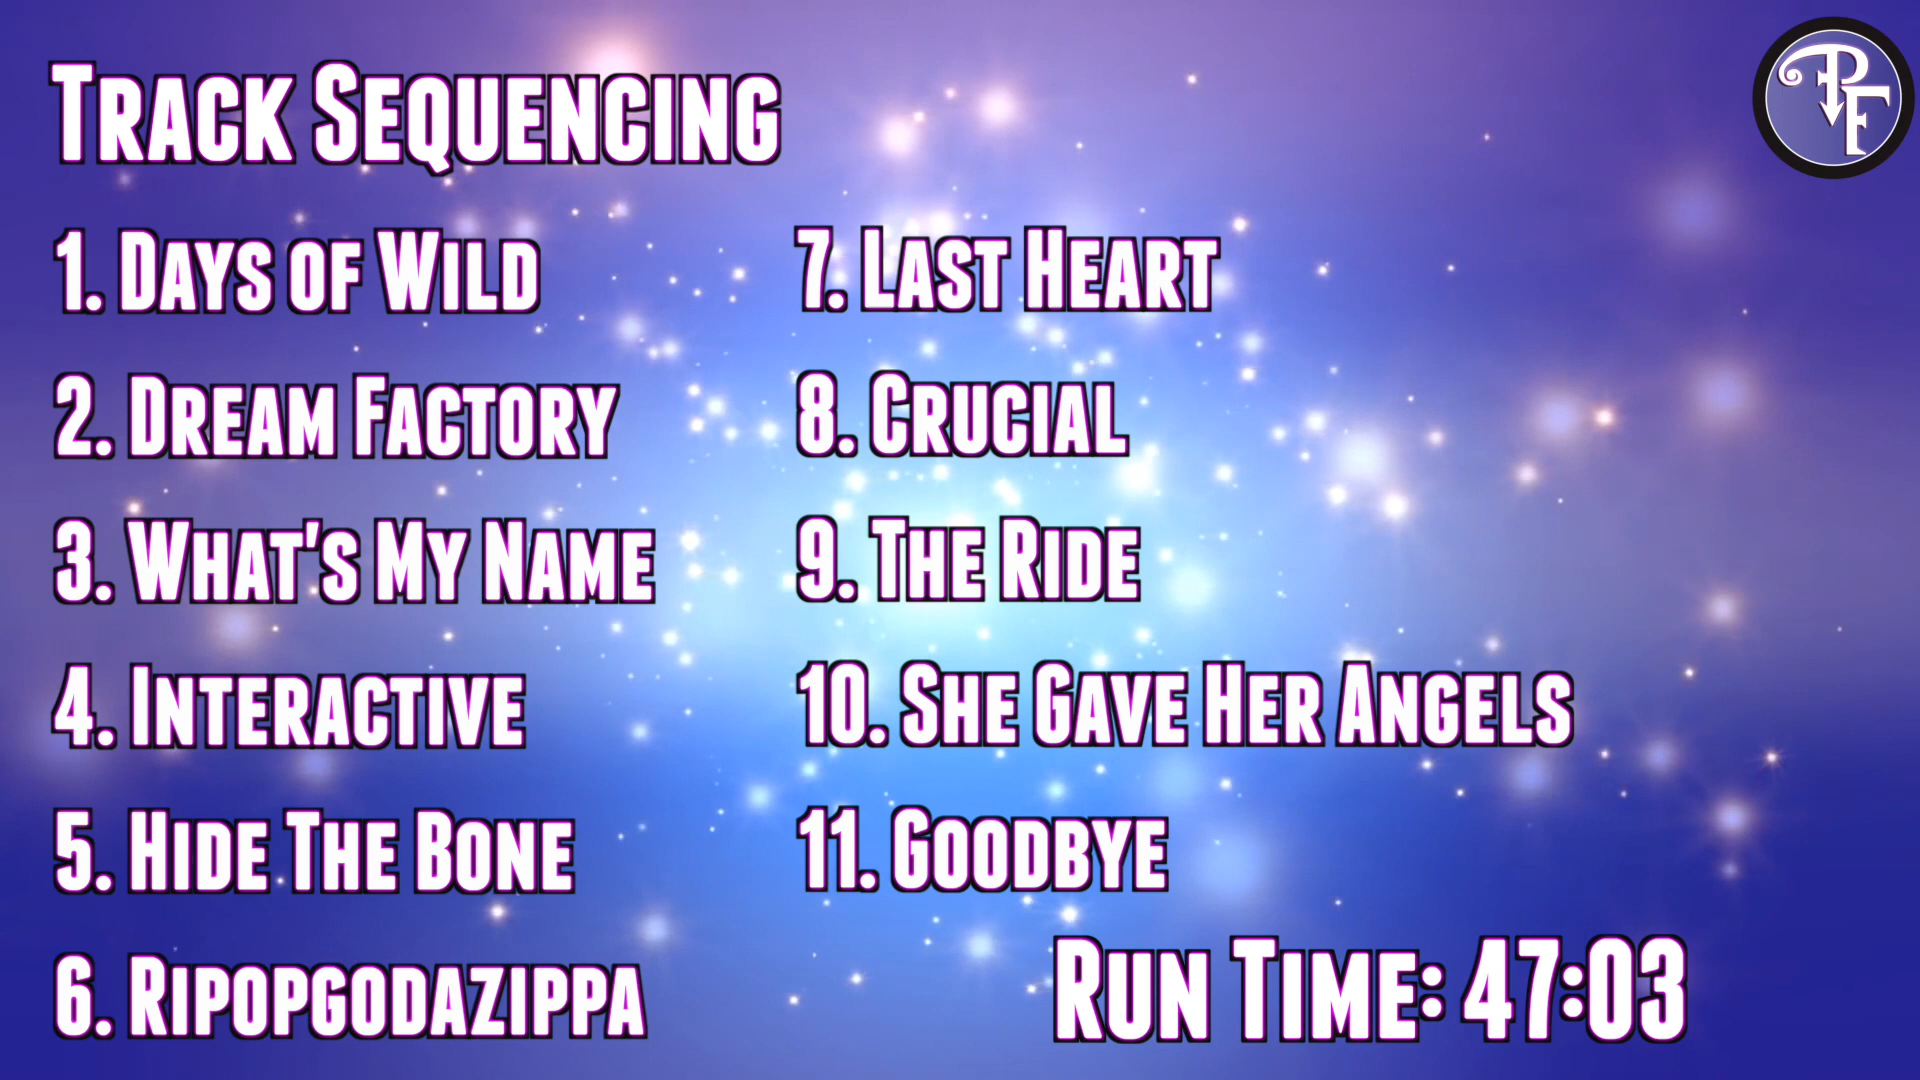 Track Sequencing
1. Days of Wild
2. Dream Factory
3. What's My Name
4. Interactive
5. Hide The Bone
6. Ripopgodazippa
7. Last Heart
8. Crucial
9. The Ride
10. She Gave Her Angels
11. Goodbye
Run Time: 47:03
PF